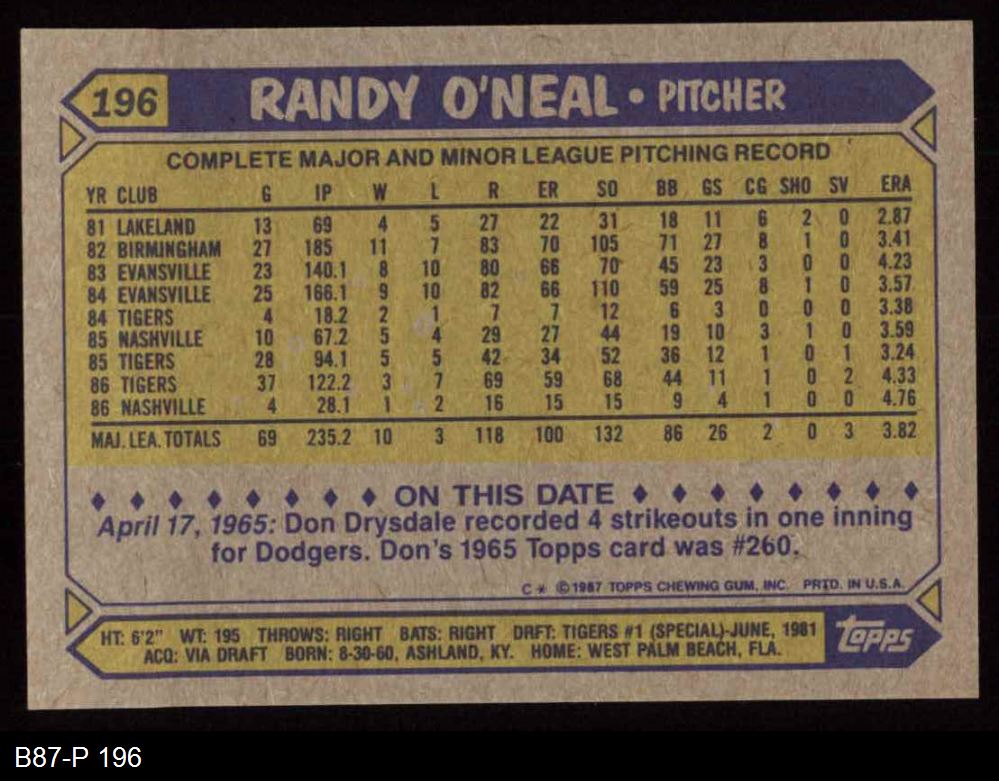 196 RANDY O'NEAL • PITCHER
COMPLETE MAJOR AND MINOR LEAGUE PITCHING RECORD
YR CLUB G IP W L R ER SO BB GS CG SHO SV ERA
81 LAKELAND 13 69 4 5 27 22 31 18 11 6 2 0 2.87
82 BIRMINGHAM 27 185 11 7 83 70 105 71 27 8 1 0 3.41
83 EVANSVILLE 23 140.1 8 10 80 66 70 45 23 3 0 0 4.23
84 EVANSVILLE 25 166.1 9 10 82 66 110 59 25 8 1 0 3.57
84 TIGERS 4 18.2 2 1 7 7 12 6 3 0 0 0 3.38
85 NASHVILLE 10 67.2 5 4 29 27 44 19 10 3 1 0 3.59
85 TIGERS 28 94.1 5 5 42 34 52 36 12 1 0 1 3.24
86 TIGERS 37 122.2 3 7 69 59 68 44 11 1 0 2 4.33
86 NASHVILLE 4 28.1 1 2 16 15 15 9 4 1 0 0 4.76
MAJ. LEA. TOTALS 69 235.2 10 3 118 100 132 86 26 2 0 3 3.82
♦ ♦ ♦ ♦ ♦ ♦ ♦ ♦ ON THIS DATE ♦ ♦ ♦ ♦ ♦ ♦ ♦ ♦
April 17, 1965: Don Drysdale recorded 4 strikeouts in one inning
for Dodgers. Don's 1965 Topps card was #260.
C * © 1987 TOPPS CHEWING GUM, INC. PRTD. IN U.S.A.
HT: 6'2" WT: 195 THROWS: RIGHT BATS: RIGHT DRFT: TIGERS #1 (SPECIAL)-JUNE, 1981
ACQ: VIA DRAFT BORN: 8-30-60, ASHLAND, KY. HOME: WEST PALM BEACH, FLA.
topps
B87-P 196